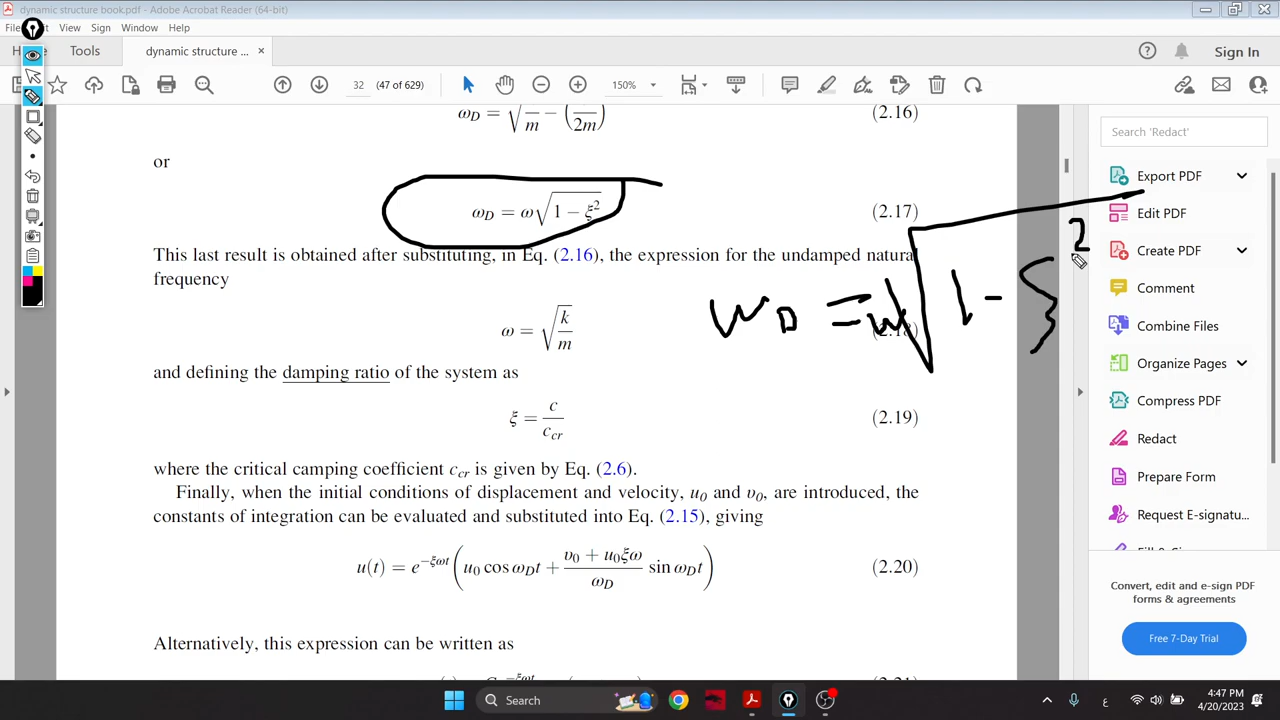 dynamic structure book.pdf - Adobe Acrobat Reader (64-bit)
View Sign Window Help
Tools dynamic structure ... × Sign In
32 (47 of 629) 150%
ω_D = √ /m − ( /2m) (2.16)
or
ω_D = ω√1 − ξ² (2.17)
This last result is obtained after substituting, in Eq. (2.16), the expression for the undamped natural
frequency
ω = √k/m
W D = w√1 - ξ 2
and defining the damping ratio of the system as
ξ = c/c_cr (2.19)
where the critical camping coefficient c_cr is given by Eq. (2.6).
Finally, when the initial conditions of displacement and velocity, u₀ and υ₀, are introduced, the
constants of integration can be evaluated and substituted into Eq. (2.15), giving
u(t) = e^−ξωt (u₀ cos ω_D t + υ₀ + u₀ξω/ω_D sin ω_D t) (2.20)
Alternatively, this expression can be written as
Search 'Redact'
Export PDF
Edit PDF
Create PDF
Comment
Combine Files
Organize Pages
Compress PDF
Redact
Prepare Form
Request E-signatu...
Convert, edit and e-sign PDF
forms & agreements
Free 7-Day Trial
Search
ع
4:47 PM
4/20/2023